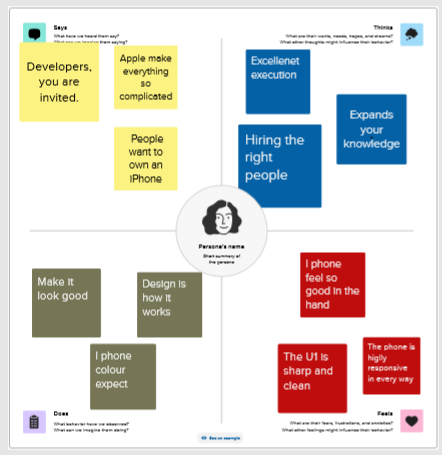 Says
What have we heard them say?
What can we imagine them saying?
Developers,
you are
invited.
Apple make
everything
so
complicated
People
want to
own an
iPhone
Thinks
What are their wants, needs, hopes, and dreams?
What other thoughts might influence their behavior?
Excellenet
execution
Expands
your
knowledge
Hiring the
right
people
Persona's name
Short summary of
the persona
Make it
look good
Design is
how it
works
I phone
colour
expect
Does
What behavior have we observed?
What can we imagine them doing?
I phone
feel so
good in the
hand
The U1 is
sharp and
clean
The phone is
higlly
responsive
in every way
Feels
What are their fears, frustrations, and anxieties?
What other feelings might influence their behavior?
See an example